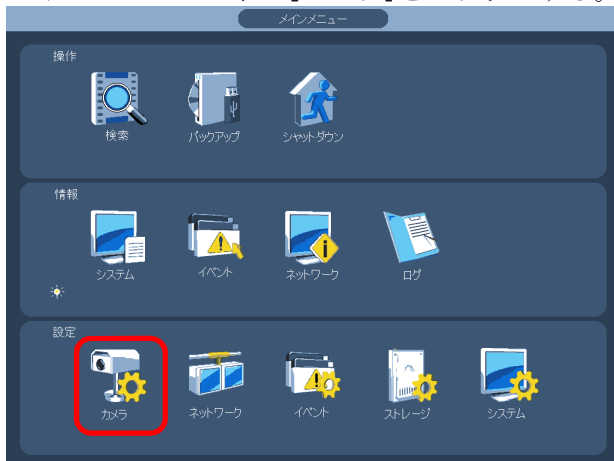 メインメニュー
操作
検索 バックアップ シャットダウン
情報
システム イベント ネットワーク ログ
設定
カメラ ネットワーク イベント ストレージ システム